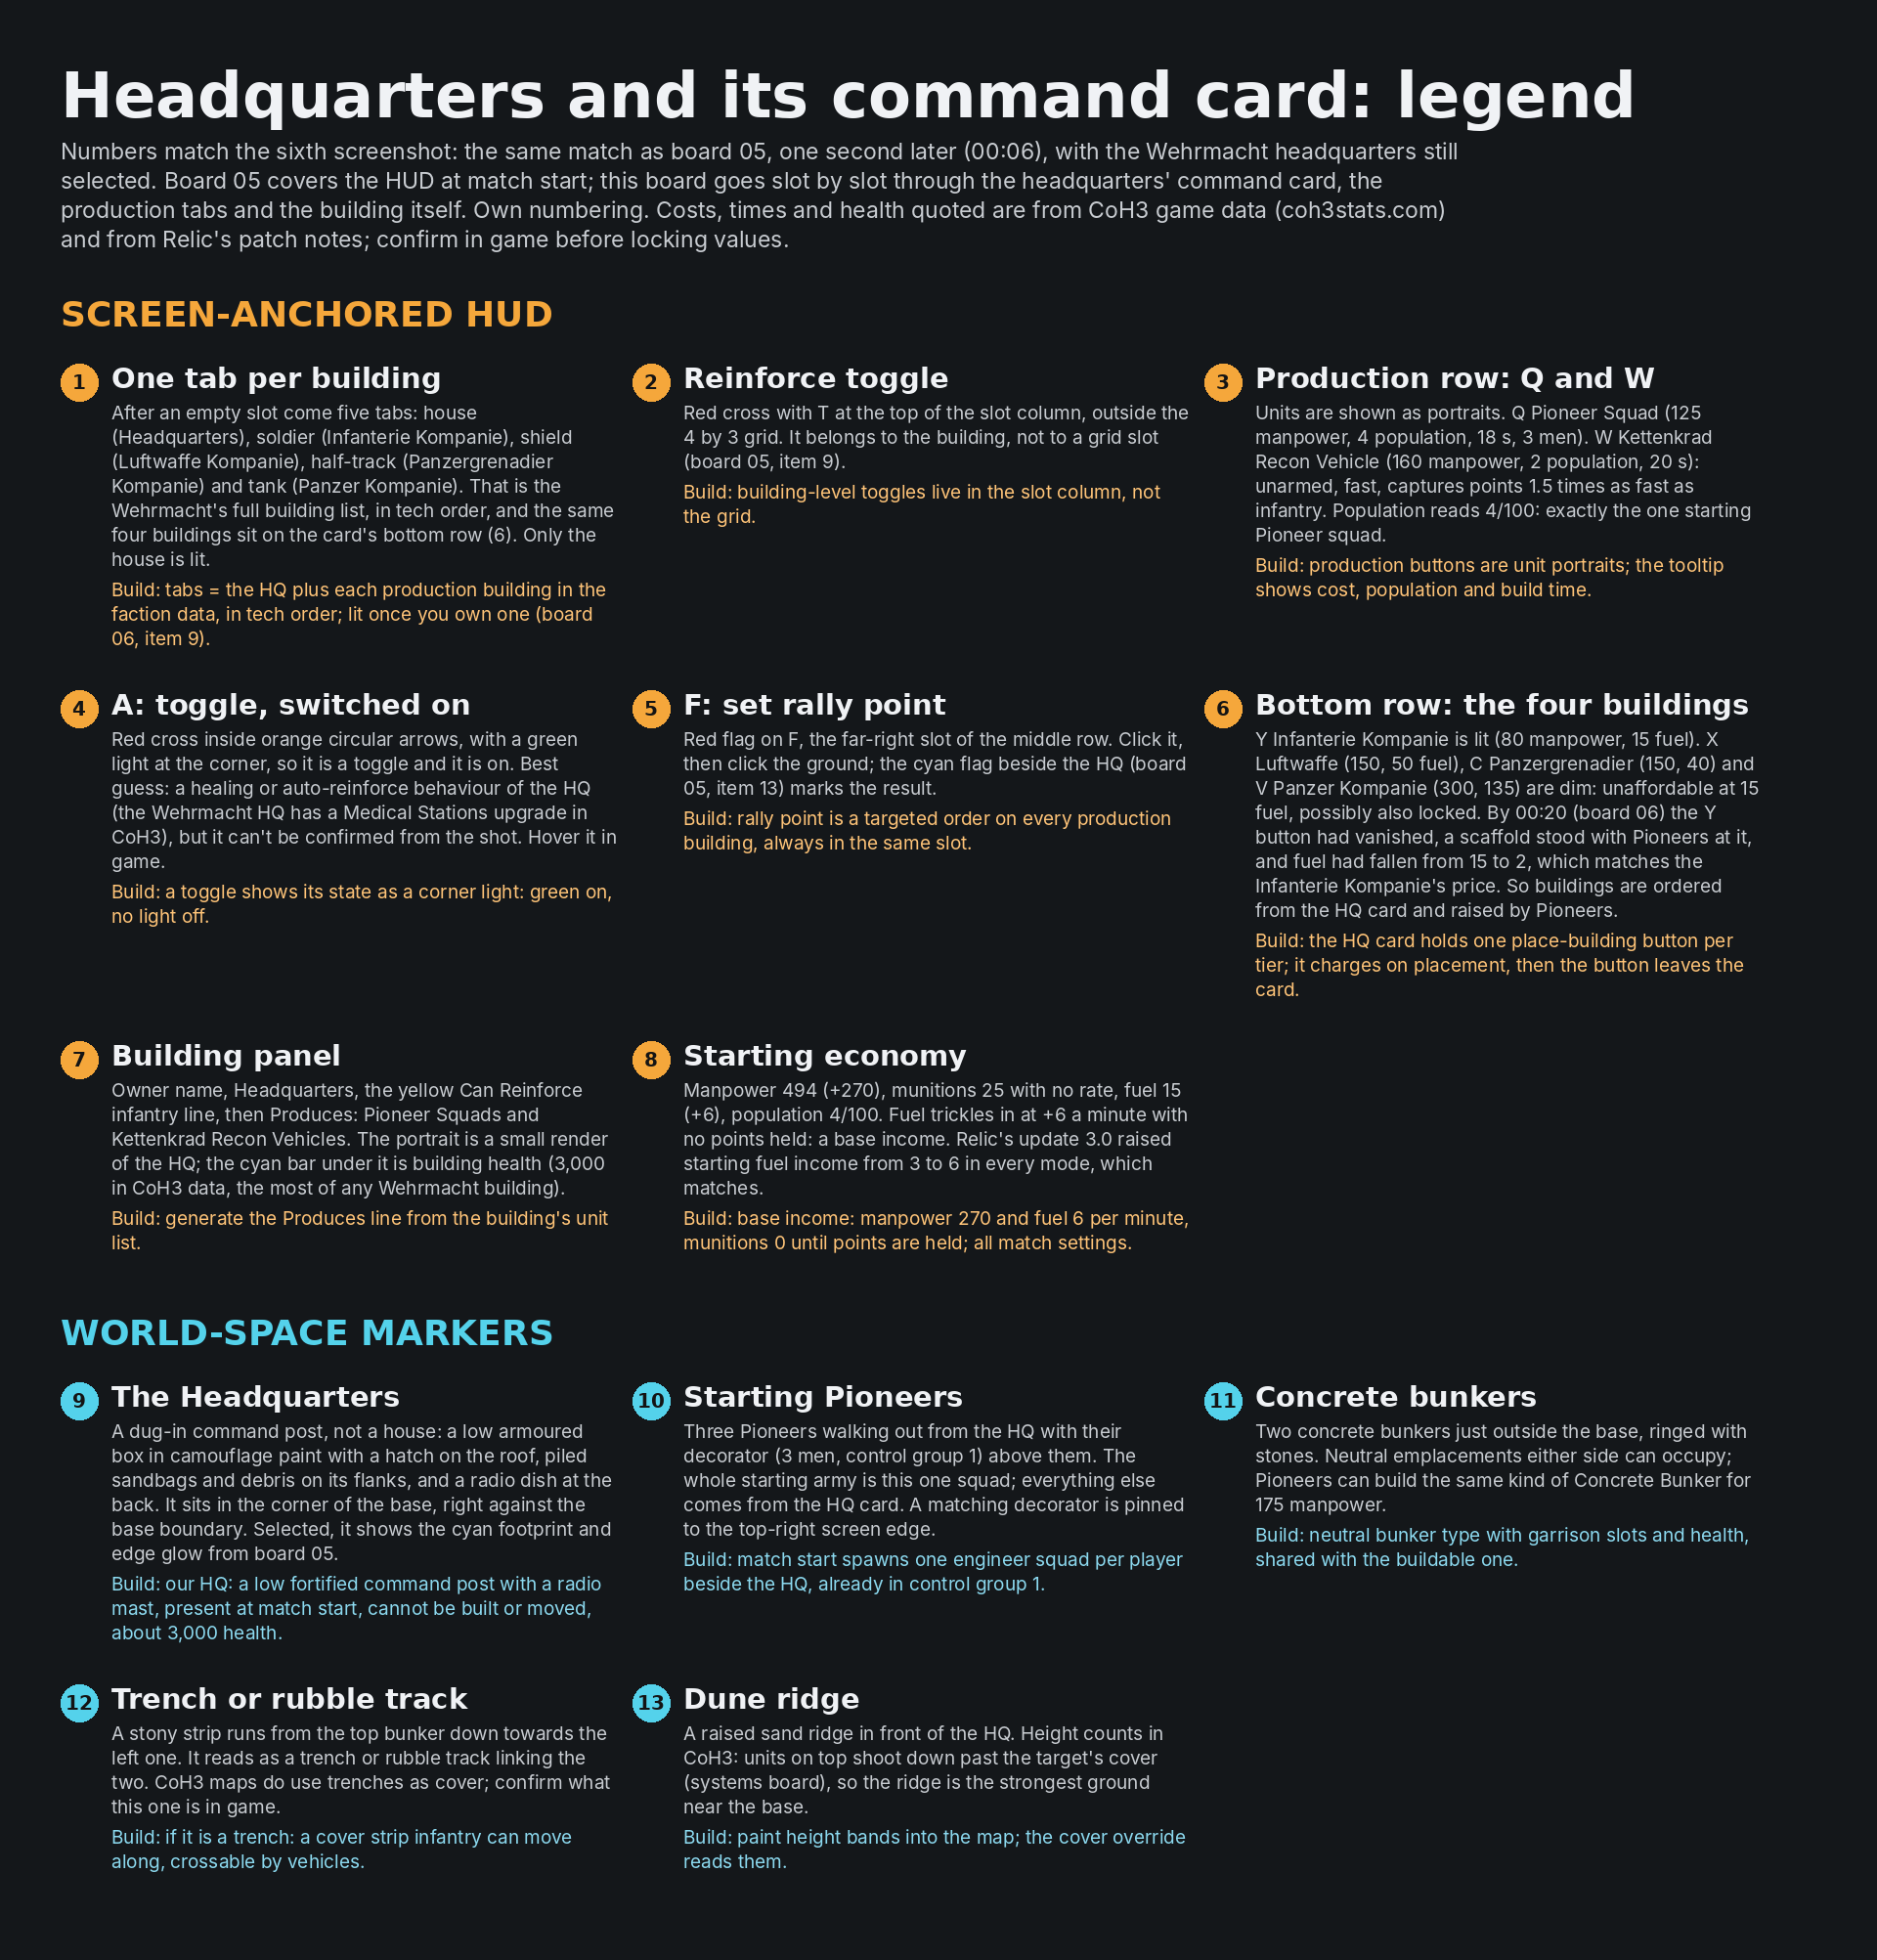 Headquarters and its command card: legend
Numbers match the sixth screenshot: the same match as board 05, one second later (00:06), with the Wehrmacht headquarters still
selected. Board 05 covers the HUD at match start; this board goes slot by slot through the headquarters' command card, the
production tabs and the building itself. Own numbering. Costs, times and health quoted are from CoH3 game data (coh3stats.com)
and from Relic's patch notes; confirm in game before locking values.
SCREEN-ANCHORED HUD
1 One tab per building
After an empty slot come five tabs: house
(Headquarters), soldier (Infanterie Kompanie), shield
(Luftwaffe Kompanie), half-track (Panzergrenadier
Kompanie) and tank (Panzer Kompanie). That is the
Wehrmacht's full building list, in tech order, and the same
four buildings sit on the card's bottom row (6). Only the
house is lit.
Build: tabs = the HQ plus each production building in the
faction data, in tech order; lit once you own one (board
06, item 9).
2 Reinforce toggle
Red cross with T at the top of the slot column, outside the
4 by 3 grid. It belongs to the building, not to a grid slot
(board 05, item 9).
Build: building-level toggles live in the slot column, not
the grid.
3 Production row: Q and W
Units are shown as portraits. Q Pioneer Squad (125
manpower, 4 population, 18 s, 3 men). W Kettenkrad
Recon Vehicle (160 manpower, 2 population, 20 s):
unarmed, fast, captures points 1.5 times as fast as
infantry. Population reads 4/100: exactly the one starting
Pioneer squad.
Build: production buttons are unit portraits; the tooltip
shows cost, population and build time.
4 A: toggle, switched on
Red cross inside orange circular arrows, with a green
light at the corner, so it is a toggle and it is on. Best
guess: a healing or auto-reinforce behaviour of the HQ
(the Wehrmacht HQ has a Medical Stations upgrade in
CoH3), but it can't be confirmed from the shot. Hover it in
game.
Build: a toggle shows its state as a corner light: green on,
no light off.
5 F: set rally point
Red flag on F, the far-right slot of the middle row. Click it,
then click the ground; the cyan flag beside the HQ (board
05, item 13) marks the result.
Build: rally point is a targeted order on every production
building, always in the same slot.
6 Bottom row: the four buildings
Y Infanterie Kompanie is lit (80 manpower, 15 fuel). X
Luftwaffe (150, 50 fuel), C Panzergrenadier (150, 40) and
V Panzer Kompanie (300, 135) are dim: unaffordable at 15
fuel, possibly also locked. By 00:20 (board 06) the Y
button had vanished, a scaffold stood with Pioneers at it,
and fuel had fallen from 15 to 2, which matches the
Infanterie Kompanie's price. So buildings are ordered
from the HQ card and raised by Pioneers.
Build: the HQ card holds one place-building button per
tier; it charges on placement, then the button leaves the
card.
7 Building panel
Owner name, Headquarters, the yellow Can Reinforce
infantry line, then Produces: Pioneer Squads and
Kettenkrad Recon Vehicles. The portrait is a small render
of the HQ; the cyan bar under it is building health (3,000
in CoH3 data, the most of any Wehrmacht building).
Build: generate the Produces line from the building's unit
list.
8 Starting economy
Manpower 494 (+270), munitions 25 with no rate, fuel 15
(+6), population 4/100. Fuel trickles in at +6 a minute with
no points held: a base income. Relic's update 3.0 raised
starting fuel income from 3 to 6 in every mode, which
matches.
Build: base income: manpower 270 and fuel 6 per minute,
munitions 0 until points are held; all match settings.
WORLD-SPACE MARKERS
9 The Headquarters
A dug-in command post, not a house: a low armoured
box in camouflage paint with a hatch on the roof, piled
sandbags and debris on its flanks, and a radio dish at the
back. It sits in the corner of the base, right against the
base boundary. Selected, it shows the cyan footprint and
edge glow from board 05.
Build: our HQ: a low fortified command post with a radio
mast, present at match start, cannot be built or moved,
about 3,000 health.
10 Starting Pioneers
Three Pioneers walking out from the HQ with their
decorator (3 men, control group 1) above them. The
whole starting army is this one squad; everything else
comes from the HQ card. A matching decorator is pinned
to the top-right screen edge.
Build: match start spawns one engineer squad per player
beside the HQ, already in control group 1.
11 Concrete bunkers
Two concrete bunkers just outside the base, ringed with
stones. Neutral emplacements either side can occupy;
Pioneers can build the same kind of Concrete Bunker for
175 manpower.
Build: neutral bunker type with garrison slots and health,
shared with the buildable one.
12 Trench or rubble track
A stony strip runs from the top bunker down towards the
left one. It reads as a trench or rubble track linking the
two. CoH3 maps do use trenches as cover; confirm what
this one is in game.
Build: if it is a trench: a cover strip infantry can move
along, crossable by vehicles.
13 Dune ridge
A raised sand ridge in front of the HQ. Height counts in
CoH3: units on top shoot down past the target's cover
(systems board), so the ridge is the strongest ground
near the base.
Build: paint height bands into the map; the cover override
reads them.